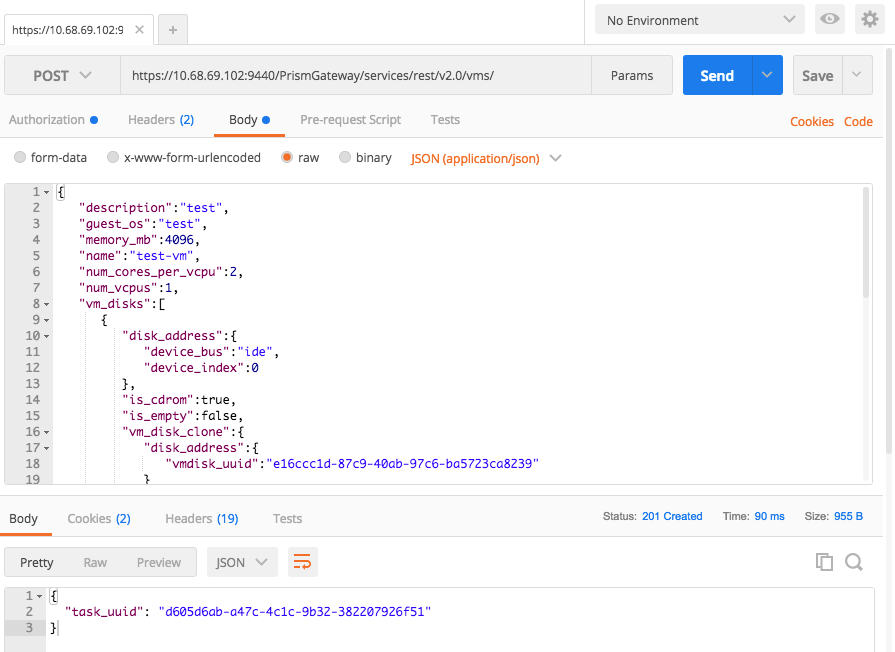 https://10.68.69.102:9 × +
No Environment
POST https://10.68.69.102:9440/PrismGateway/services/rest/v2.0/vms/ Params Send Save
Authorization Headers (2) Body Pre-request Script Tests Cookies Code
form-data x-www-form-urlencoded raw binary JSON (application/json)
1 {
2 "description":"test",
3 "guest_os":"test",
4 "memory_mb":4096,
5 "name":"test-vm",
6 "num_cores_per_vcpu":2,
7 "num_vcpus":1,
8 "vm_disks":[
9 {
10 "disk_address":{
11 "device_bus":"ide",
12 "device_index":0
13 },
14 "is_cdrom":true,
15 "is_empty":false,
16 "vm_disk_clone":{
17 "disk_address":{
18 "vmdisk_uuid":"e16ccc1d-87c9-40ab-97c6-ba5723ca8239"
19 }
Body Cookies (2) Headers (19) Tests Status: 201 Created Time: 90 ms Size: 955 B
Pretty Raw Preview JSON
1 {
2 "task_uuid": "d605d6ab-a47c-4c1c-9b32-382207926f51"
3 }